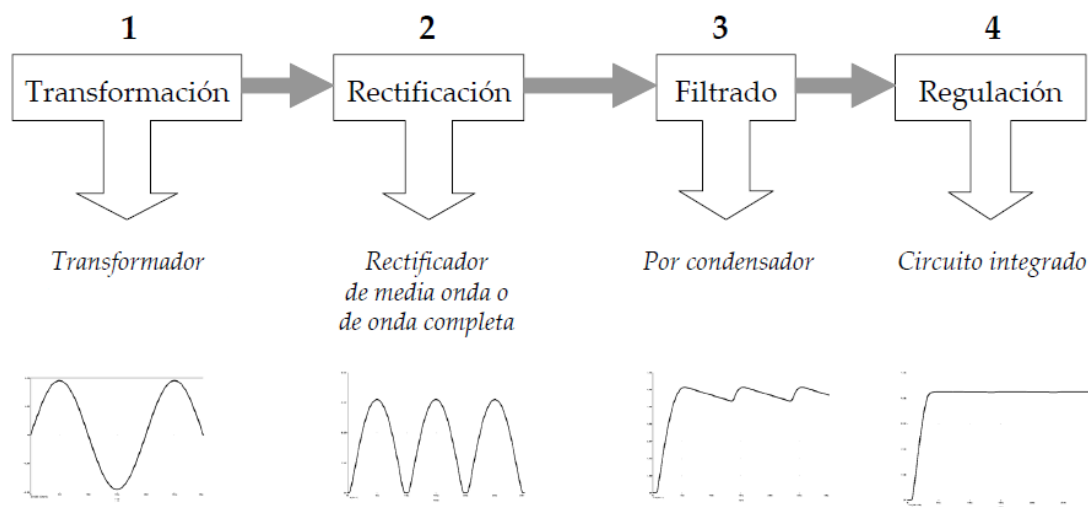 1
2
3
4
Transformación
Rectificación
Filtrado
Regulación
Transformador
Rectificador
de media onda o
de onda completa
Por condensador
Circuito integrado